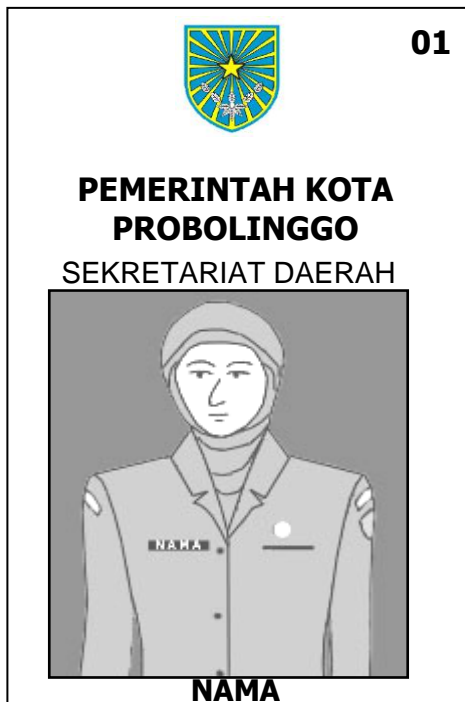 01
PEMERINTAH KOTA
PROBOLINGGO
SEKRETARIAT DAERAH
NAMA
NAMA